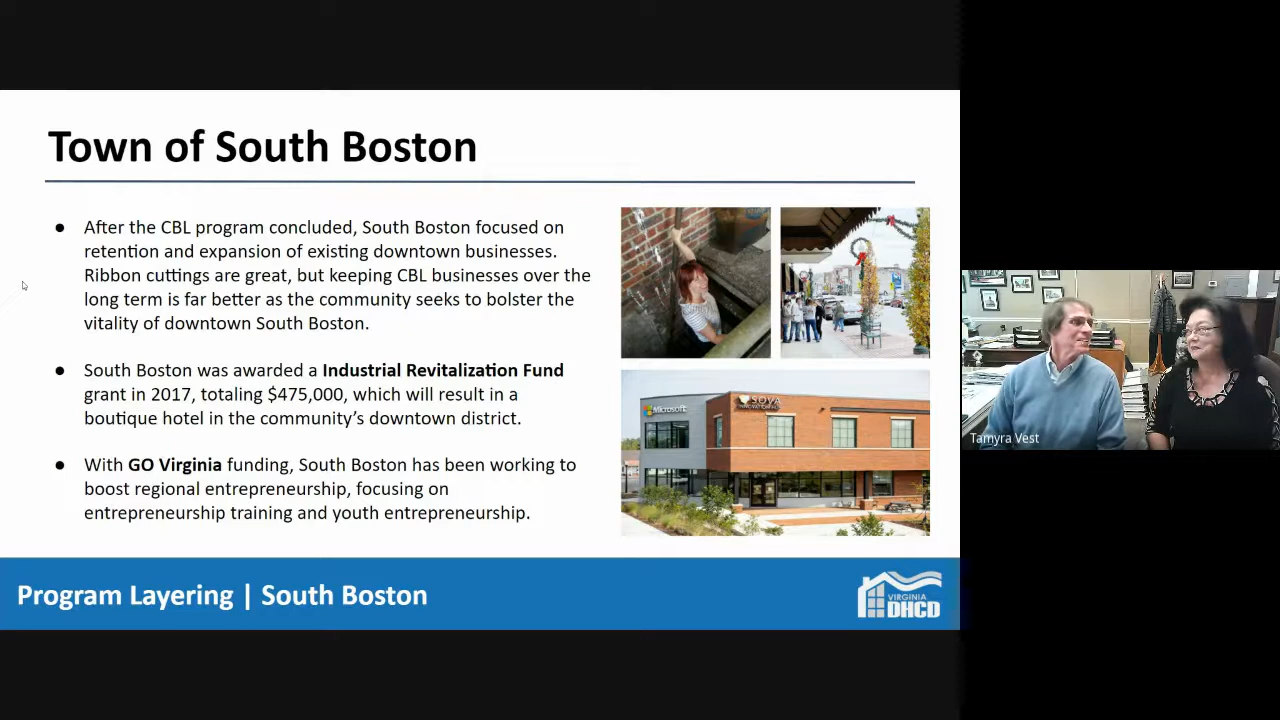 Town of South Boston
● After the CBL program concluded, South Boston focused on
retention and expansion of existing downtown businesses.
Ribbon cuttings are great, but keeping CBL businesses over the
long term is far better as the community seeks to bolster the
vitality of downtown South Boston.
● South Boston was awarded a Industrial Revitalization Fund
grant in 2017, totaling $475,000, which will result in a
boutique hotel in the community’s downtown district.
● With GO Virginia funding, South Boston has been working to
boost regional entrepreneurship, focusing on
entrepreneurship training and youth entrepreneurship.
Microsoft
SOVA
Tamyra Vest
Program Layering | South Boston
VIRGINIA
DHCD